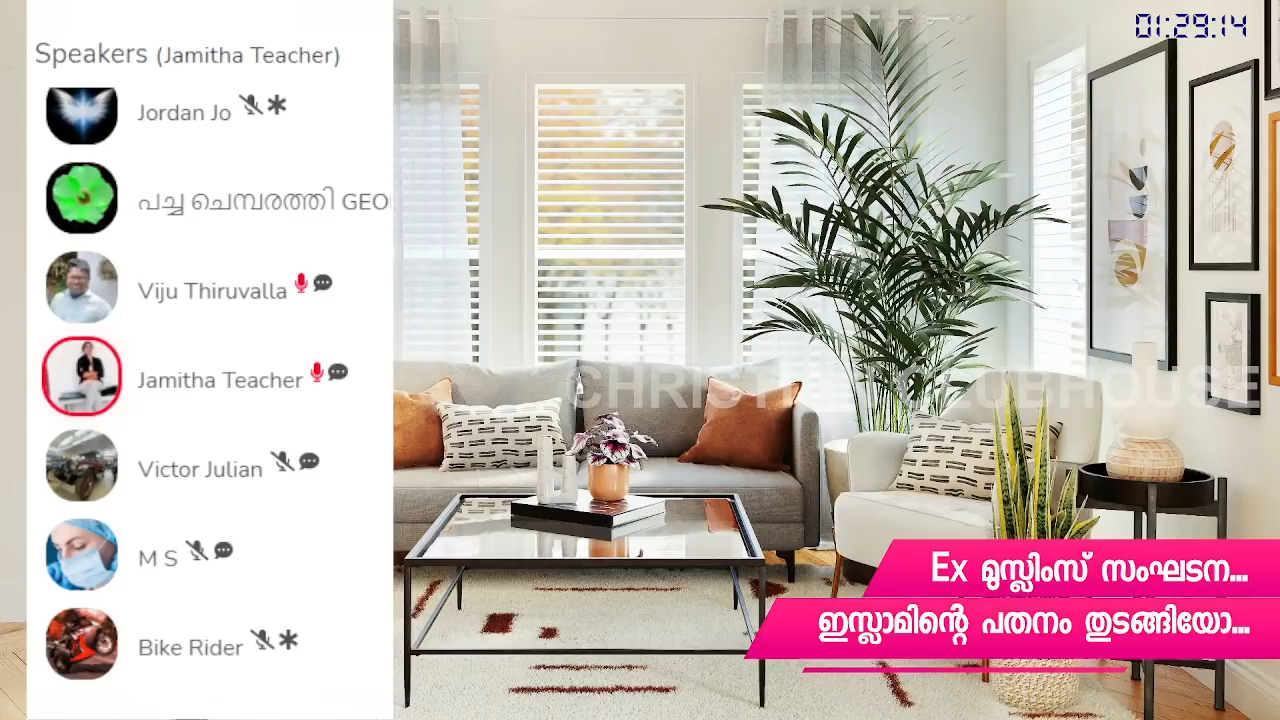 01:29:14
Speakers (Jamitha Teacher)
Jordan Jo
പച്ച ചെമ്പരത്തി GEO
Viju Thiruvalla
Jamitha Teacher
Victor Julian
M S
Bike Rider
CLUBHOUSE
Ex മുസ്ലിംസ് സംഘടന...
ഇസ്ലാമിന്റെ പതനം തുടങ്ങിയോ...